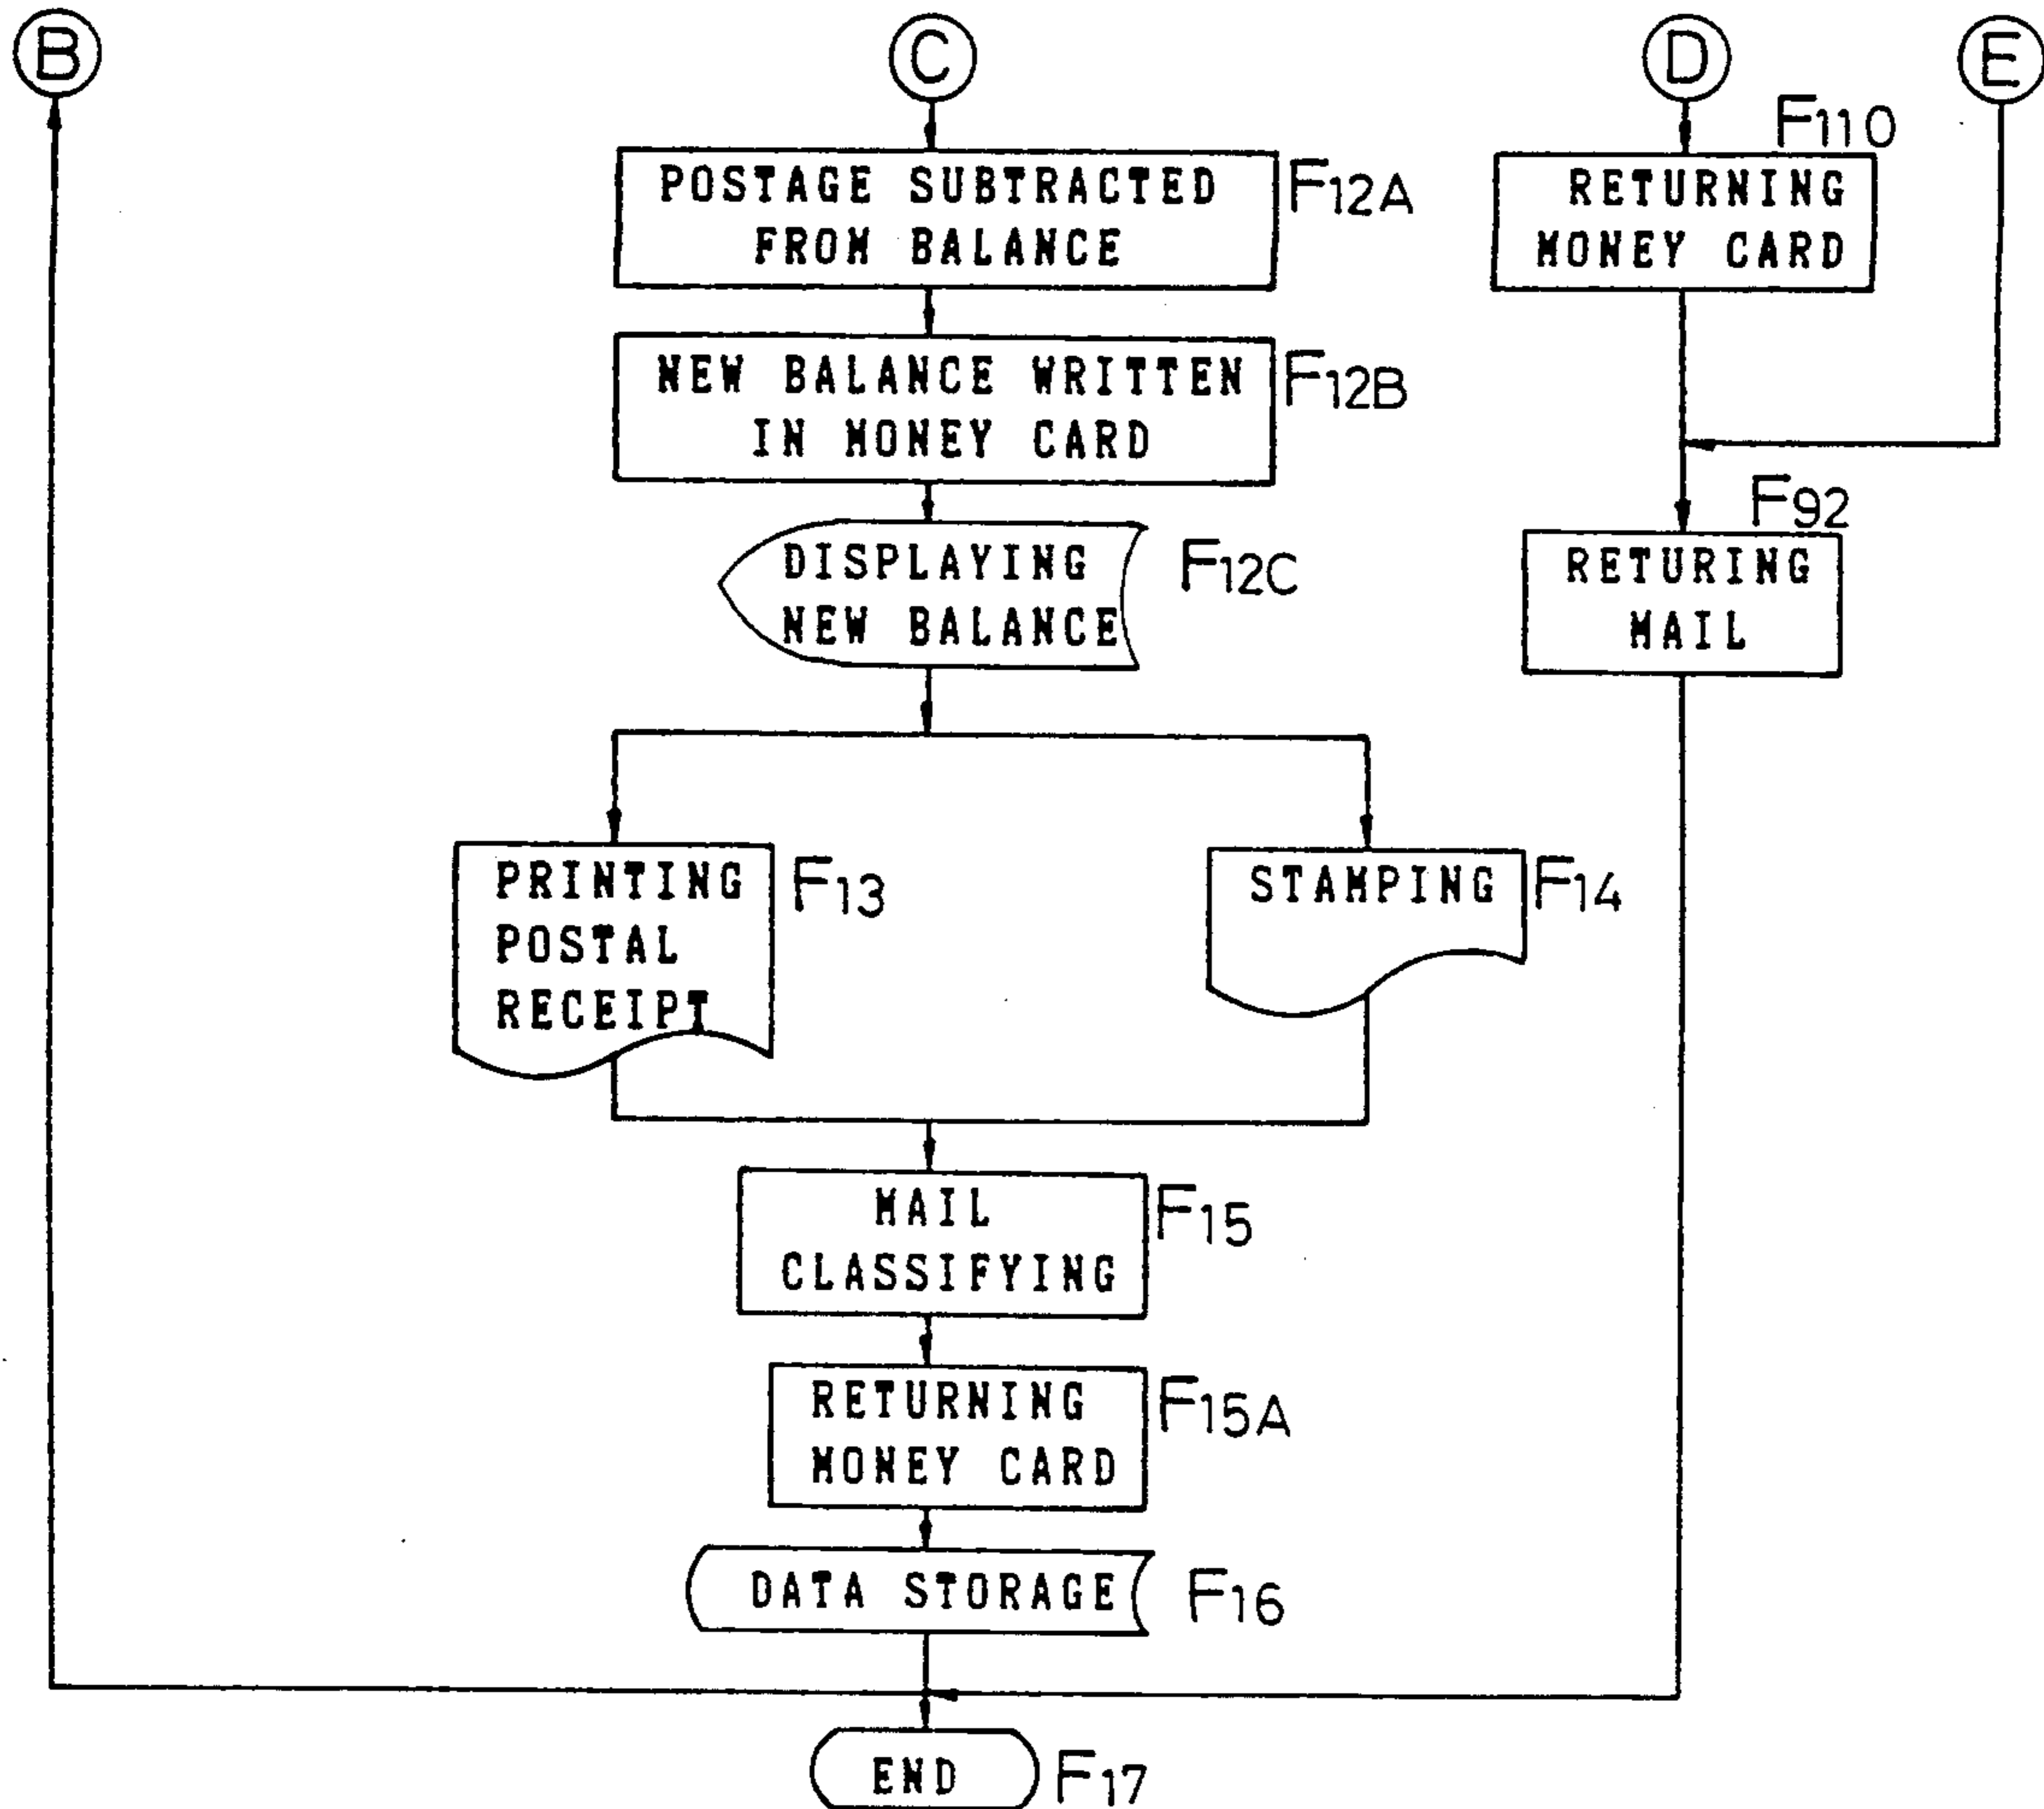 B
C
D
E
F110
POSTAGE SUBTRACTED
FROM BALANCE
F12A
RETURNING
MONEY CARD
NEW BALANCE WRITTEN
IN MONEY CARD
F12B
F92
DISPLAYING
NEW BALANCE
F12C
RETURING
MAIL
PRINTING
POSTAL
RECEIPT
F13
STAMPING
F14
MAIL
CLASSIFYING
F15
RETURNING
MONEY CARD
F15A
DATA STORAGE
F16
END
F17